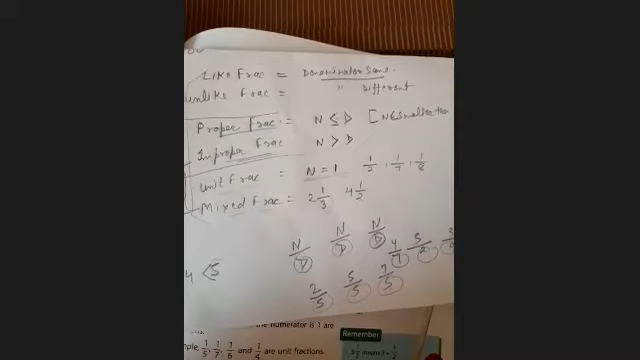 Like Frac = Denominator Same.
unlike Frac = " Different
Proper frac. = N ≤ D [N is smaller than
Improper frac N > D
Unit Frac = N = 1 1/2, 1/7, 1/8
Mixed Frac = 2 1/3 4 1/2
N/D N/D N/D
4/7 5/2
4 < 5
2/5 5/5 7/5
the numerator is 1 are
Remember
ple, 1/5, 1/7, 1/6 and 1/4 are unit fractions.
means